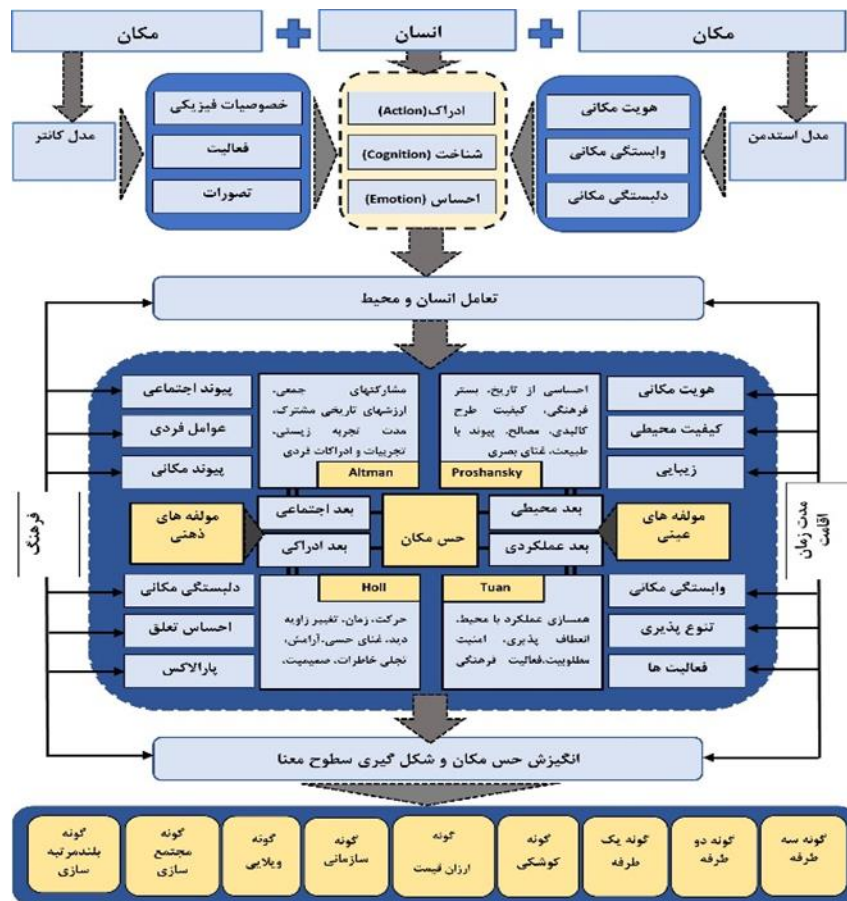 مکان
انسان
مکان
هویت مکانی
وابستگی مکانی
دلبستگی مکانی
مدل استدمن
ادراک(Action)
شناخت (Cognition)
احساس (Emotion)
خصوصیات فیزیکی
فعالیت
تصورات
مدل کانتر
تعامل انسان و محیط
هویت مکانی
کیفیت محیطی
زیبایی
احساسی از تاریخ، بستر
فرهنگی، کیفیت طرح
کالبدی، مصالح، پیوند با
طبیعت، غنای بصری
Proshansky
مشارکتهای جمعی،
ارزشهای تاریخی مشترک،
مدت تجربه زیستی،
تجربیات و ادراکات فردی
Altman
پیوند اجتماعی
عوامل فردی
پیوند مکانی
مدت زمان
اقامت
مولفه های
عینی
بعد محیطی
بعد عملکردی
حس مکان
بعد اجتماعی
بعد ادراکی
مولفه های
ذهنی
فرهنگ
وابستگی مکانی
تنوع پذیری
فعالیت ها
Tuan
همسازی عملکرد با محیط،
انعطاف پذیری، امنیت
مطلوبیت،فعالیت فرهنگی
Holl
حرکت، زمان، تغییر زاویه
دید، غنای حسی،آرامش،
تجلی خاطرات، صمیمیت،
دلبستگی مکانی
احساس تعلق
پارالاکس
انگیزش حس مکان و شکل گیری سطوح معنا
گونه سه
طرفه
گونه دو
طرفه
گونه یک
طرفه
گونه
کوشکی
گونه
ارزان قیمت
گونه
سازمانی
گونه
ویلایی
گونه
مجتمع
سازی
گونه
بلندمرتبه
سازی